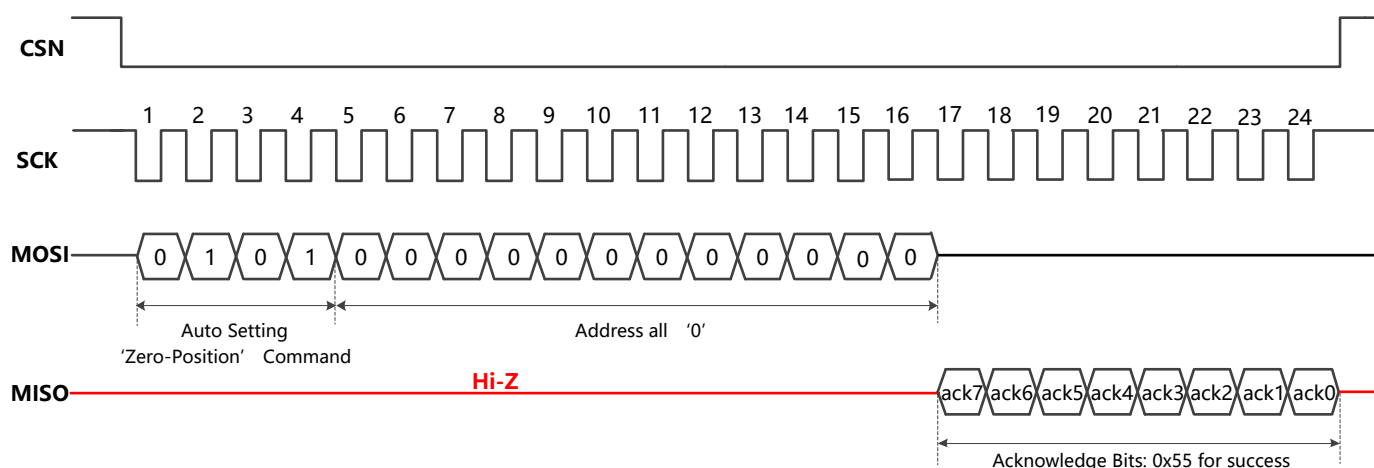 CSN
1 2 3 4 5 6 7 8 9 10 11 12 13 14 15 16 17 18 19 20 21 22 23 24
SCK
MOSI 0 1 0 1 0 0 0 0 0 0 0 0 0 0 0 0
Auto Setting
‘Zero-Position’ Command
Address all ‘0’
Hi-Z
MISO ack7 ack6 ack5 ack4 ack3 ack2 ack1 ack0
Acknowledge Bits: 0x55 for success